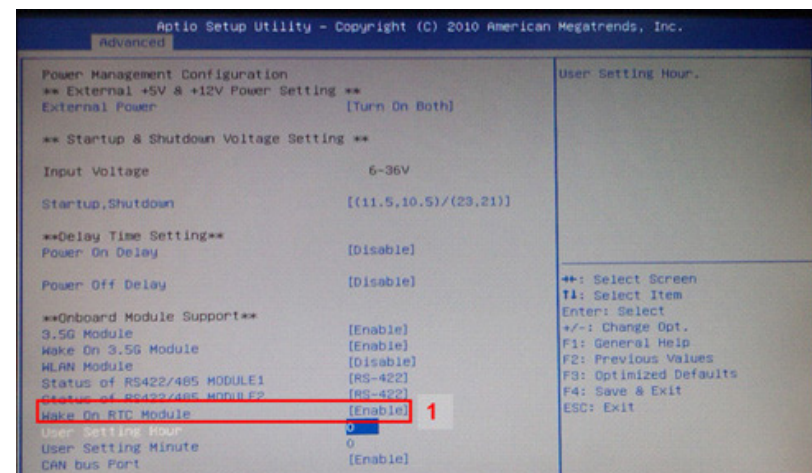 Aptio Setup Utility - Copyright (C) 2010 American Megatrends, Inc.
Advanced
Power Management Configuration
** External +5V & +12V Power Setting **
External Power [Turn On Both]
** Startup & Shutdown Voltage Setting **
Input Voltage 6-36V
Startup,Shutdown [(11.5,10.5)/(23,21)]
**Delay Time Setting**
Power On Delay [Disable]
Power Off Delay [Disable]
**Onboard Module Support**
3.5G Module [Enable]
Wake On 3.5G Module [Enable]
WLAN Module [Disable]
Status of RS422/485 MODULE1 [RS-422]
Status of RS422/485 MODULE2 [RS-422]
Wake On RTC Module [Enable] 1
User Setting Hour 0
User Setting Minute 0
CAN bus Port [Enable]
User Setting Hour.
→←: Select Screen
↑↓: Select Item
Enter: Select
+/-: Change Opt.
F1: General Help
F2: Previous Values
F3: Optimized Defaults
F4: Save & Exit
ESC: Exit